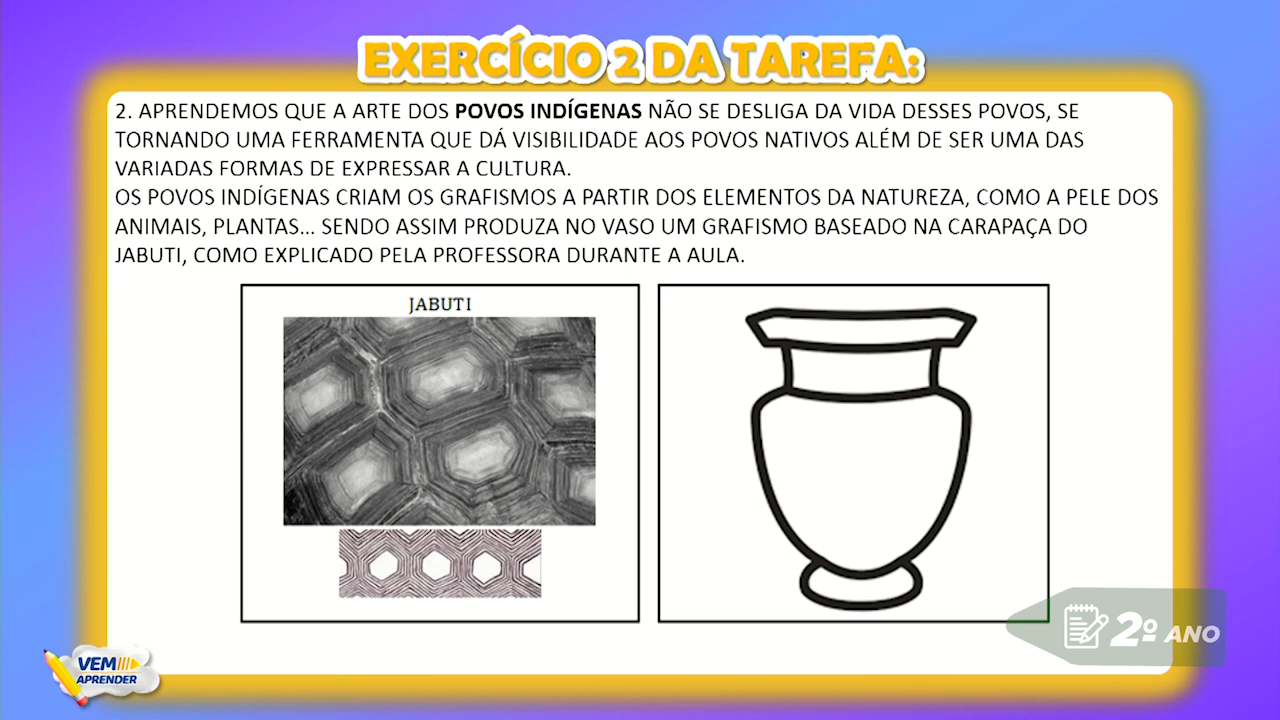 EXERCÍCIO 2 DA TAREFA:
2. APRENDEMOS QUE A ARTE DOS POVOS INDÍGENAS NÃO SE DESLIGA DA VIDA DESSES POVOS, SE
TORNANDO UMA FERRAMENTA QUE DÁ VISIBILIDADE AOS POVOS NATIVOS ALÉM DE SER UMA DAS
VARIADAS FORMAS DE EXPRESSAR A CULTURA.
OS POVOS INDÍGENAS CRIAM OS GRAFISMOS A PARTIR DOS ELEMENTOS DA NATUREZA, COMO A PELE DOS
ANIMAIS, PLANTAS... SENDO ASSIM PRODUZA NO VASO UM GRAFISMO BASEADO NA CARAPAÇA DO
JABUTI, COMO EXPLICADO PELA PROFESSORA DURANTE A AULA.
JABUTI
2º ANO
VEM
APRENDER